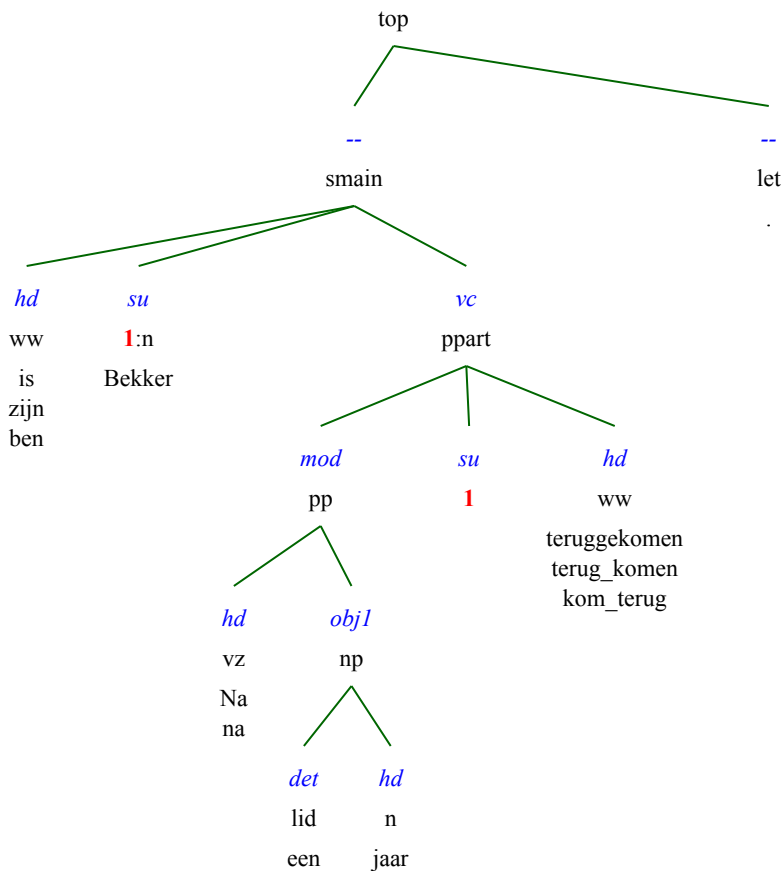 top
-- --
smain let
.
hd su vc
ww 1:n ppart
is Bekker
zijn
ben
mod su hd
pp 1 ww
teruggekomen
terug_komen
kom_terug
hd obj1
vz np
Na
na
det hd
lid n
een jaar